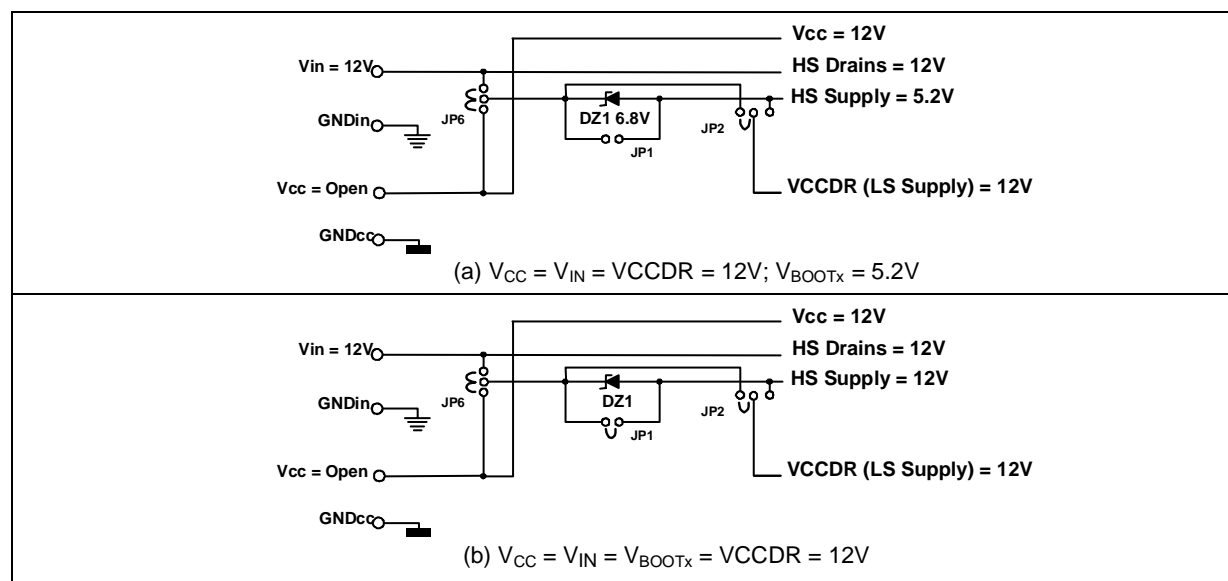 Vcc = 12V
Vin = 12V
HS Drains = 12V
HS Supply = 5.2V
JP6
DZ1 6.8V
JP2
GNDin
JP1
Vcc = Open
VCCDR (LS Supply) = 12V
GNDcc
(a) VCC = VIN = VCCDR = 12V; VBOOTx = 5.2V
Vcc = 12V
Vin = 12V
HS Drains = 12V
HS Supply = 12V
JP6
DZ1
JP2
GNDin
JP1
Vcc = Open
VCCDR (LS Supply) = 12V
GNDcc
(b) VCC = VIN = VBOOTx = VCCDR = 12V